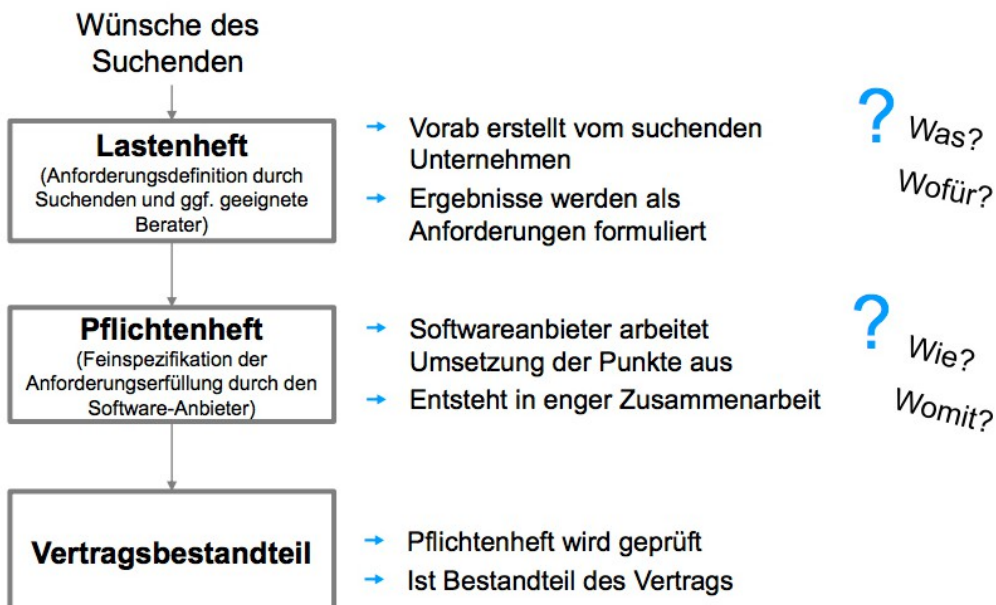 Wünsche des
Suchenden
Lastenheft
(Anforderungsdefinition durch
Suchenden und ggf. geeignete
Berater)
→ Vorab erstellt vom suchenden
Unternehmen
→ Ergebnisse werden als
Anforderungen formuliert
? Was?
Wofür?
Pflichtenheft
(Feinspezifikation der
Anforderungserfüllung durch den
Software-Anbieter)
→ Softwareanbieter arbeitet
Umsetzung der Punkte aus
→ Entsteht in enger Zusammenarbeit
? Wie?
Womit?
Vertragsbestandteil
→ Pflichtenheft wird geprüft
→ Ist Bestandteil des Vertrags